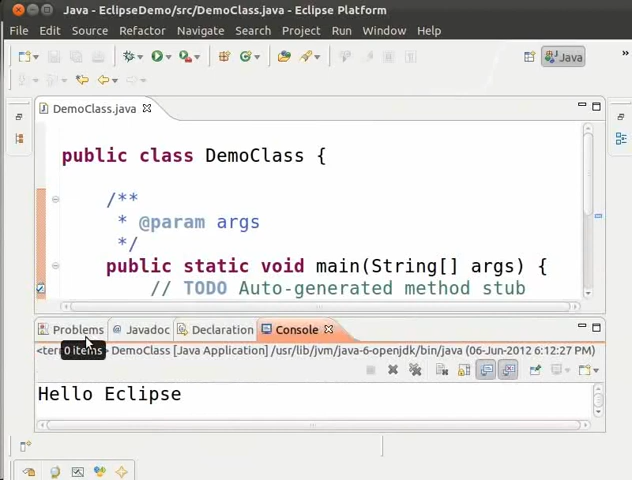 Java - EclipseDemo/src/DemoClass.java - Eclipse Platform
File Edit Source Refactor Navigate Search Project Run Window Help
Java
»
DemoClass.java
public class DemoClass {
/**
* @param args
*/
public static void main(String[] args) {
// TODO Auto-generated method stub
Problems @ Javadoc Declaration Console
0 items
<ter DemoClass [Java Application] /usr/lib/jvm/java-6-openjdk/bin/java (06-Jun-2012 6:12:27 PM)
Hello Eclipse